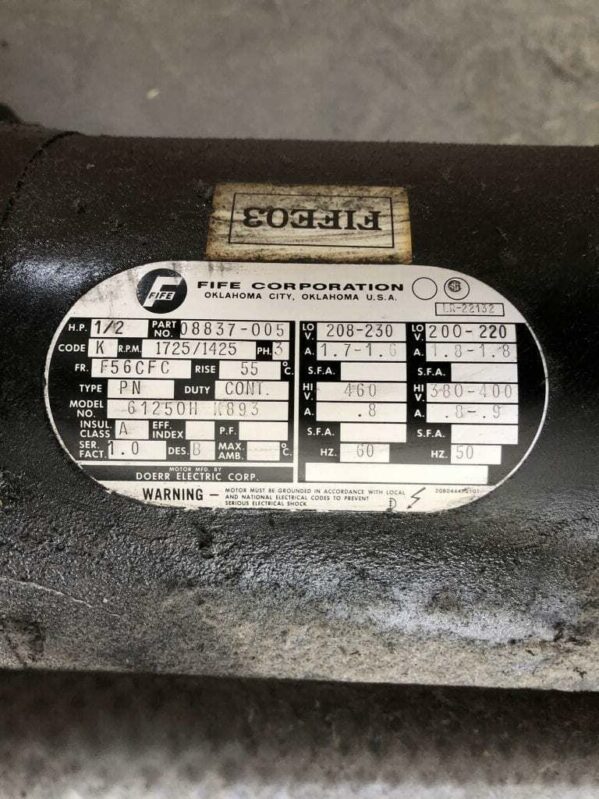 FIFE03
FIFE
FIFE CORPORATION
OKLAHOMA CITY, OKLAHOMA U.S.A.
LR-22132
H.P. 1/2 PART NO. 08837-005
CODE K R.P.M. 1725/1425 PH. 3
FR. F56CFC RISE 55 °C.
TYPE PN DUTY CONT.
MODEL NO. 61250H K893
INSUL CLASS A EFF. INDEX P.F.
SER. FACT. 1.0 DES. B MAX. AMB. °C.
MOTOR MFG. BY
DOERR ELECTRIC CORP.
LO V. 208-230 LO V. 200-220
A. 1.7-1.6 A. 1.8-1.8
S.F.A. S.F.A.
HI V. 460 HI V. 380-400
A. .8 A. .8-.9
S.F.A. S.F.A.
HZ. 60 HZ. 50
WARNING – MOTOR MUST BE GROUNDED IN ACCORDANCE WITH LOCAL
AND NATIONAL ELECTRICAL CODES TO PREVENT
SERIOUS ELECTRICAL SHOCK.